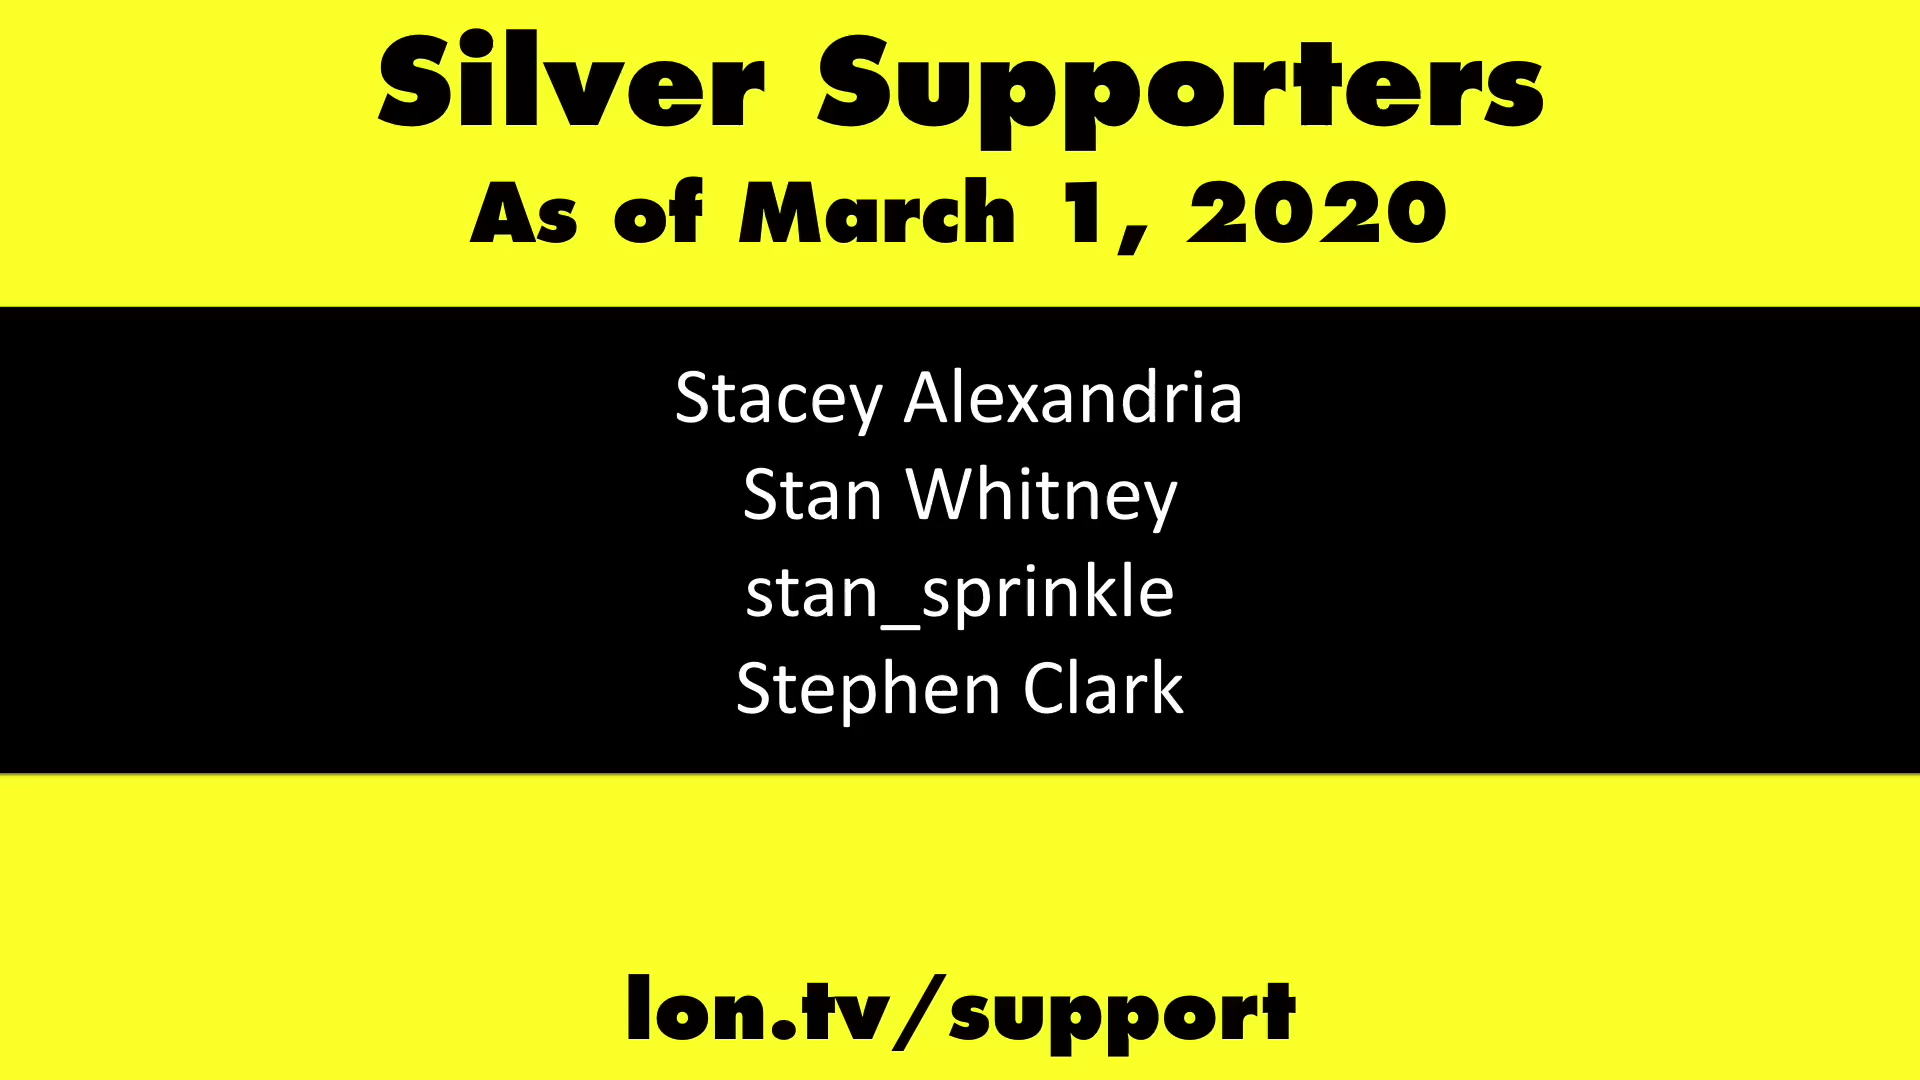 Silver Supporters
As of March 1, 2020
Stacey Alexandria
Stan Whitney
stan_sprinkle
Stephen Clark
lon.tv/support